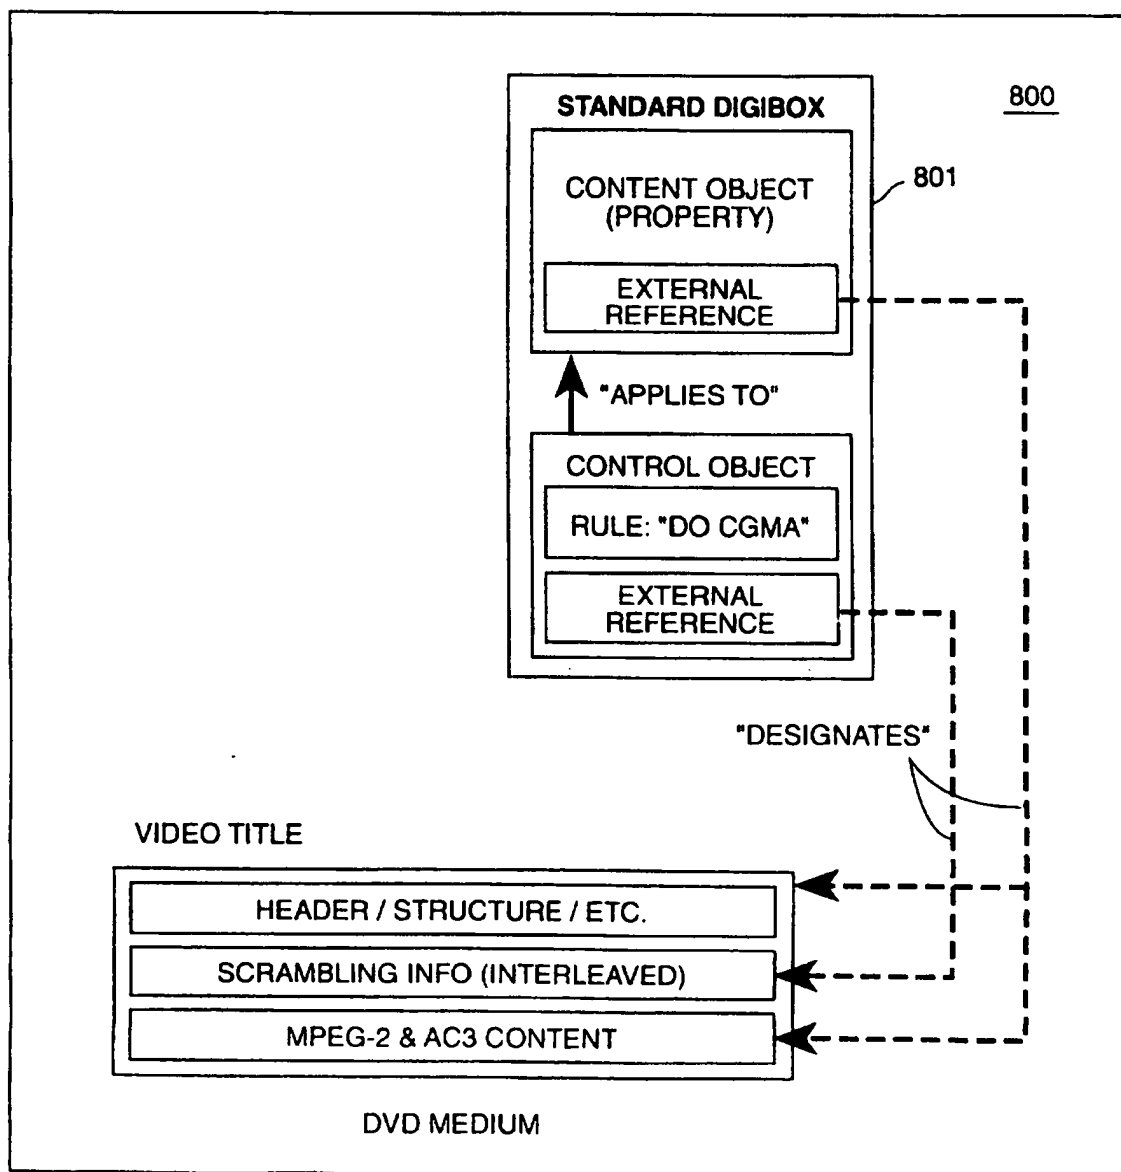 800
STANDARD DIGIBOX
801
CONTENT OBJECT
(PROPERTY)
EXTERNAL
REFERENCE
"APPLIES TO"
CONTROL OBJECT
RULE: "DO CGMA"
EXTERNAL
REFERENCE
"DESIGNATES"
VIDEO TITLE
HEADER / STRUCTURE / ETC.
SCRAMBLING INFO (INTERLEAVED)
MPEG-2 & AC3 CONTENT
DVD MEDIUM